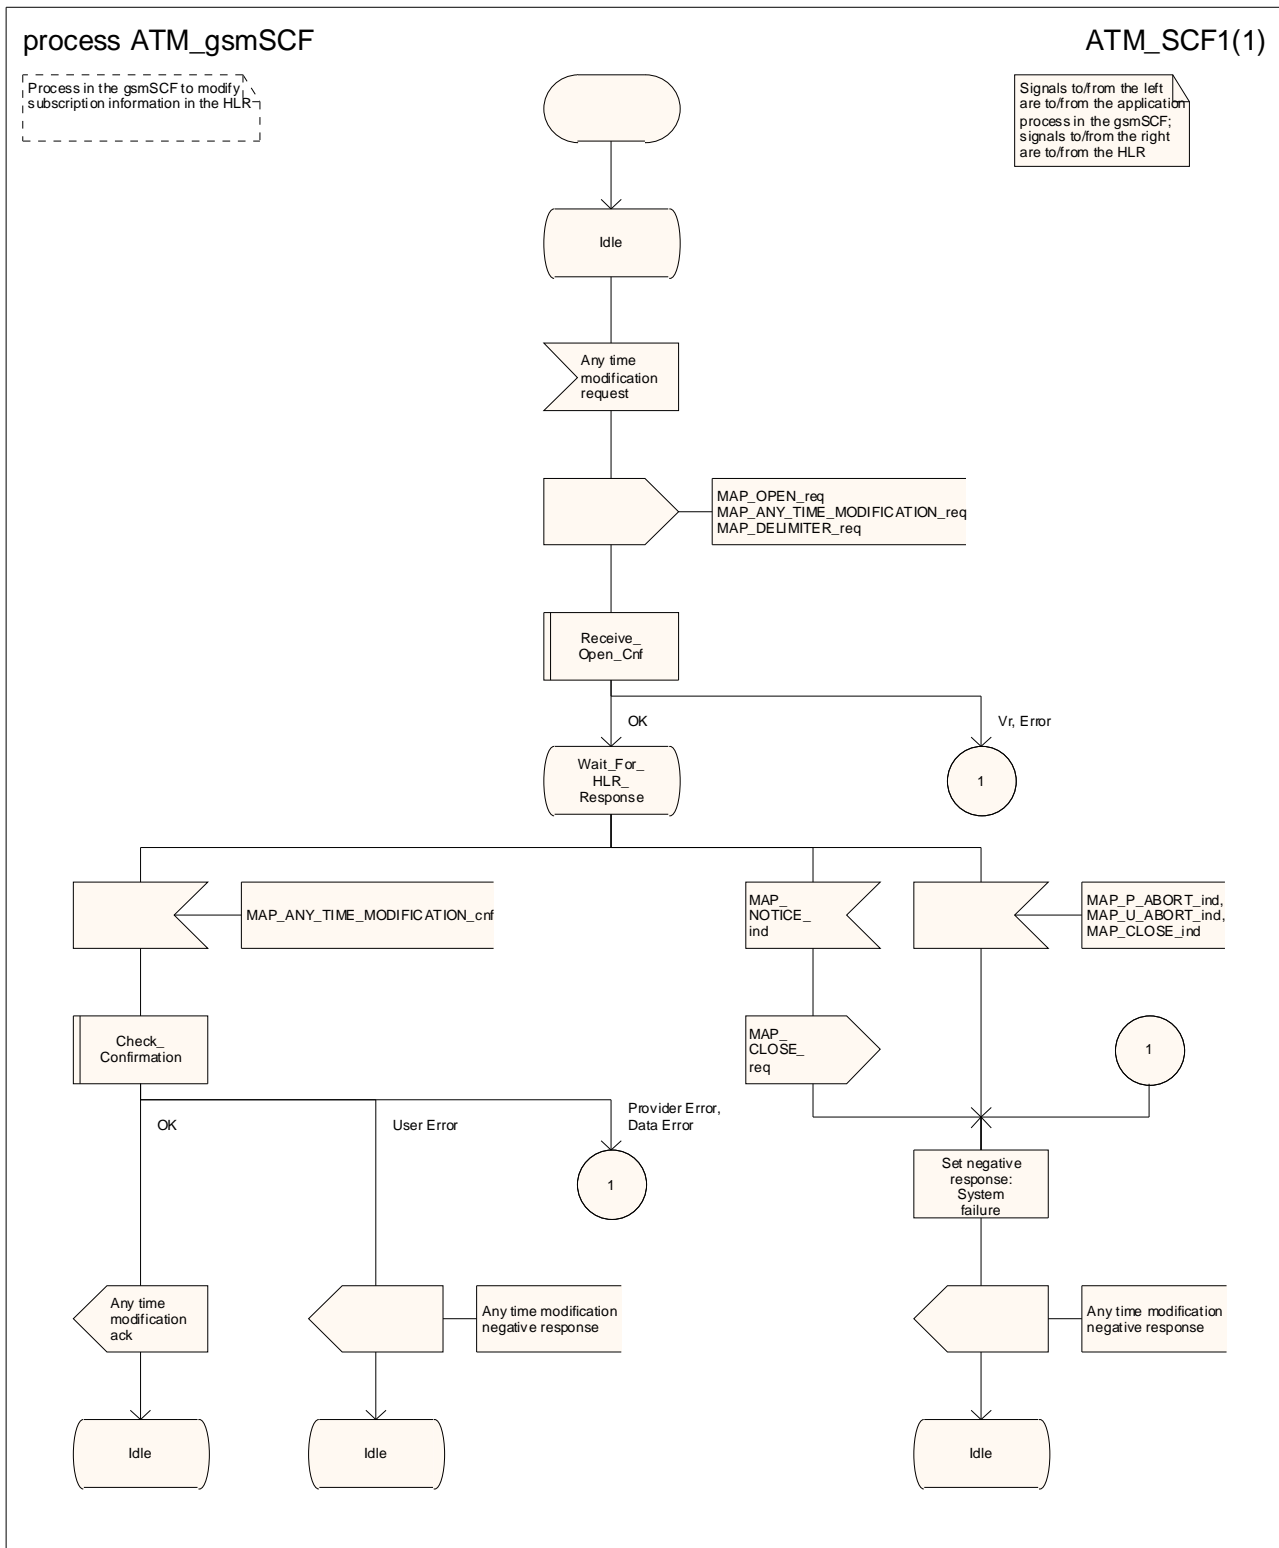 process ATM_gsmSCF
ATM_SCF1(1)
Process in the gsmSCF to modify
subscription information in the HLR
Signals to/from the left
are to/from the application
process in the gsmSCF;
signals to/from the right
are to/from the HLR
Idle
Any time
modification
request
MAP_OPEN_req
MAP_ANY_TIME_MODIFICATION_req
MAP_DELIMITER_req
Receive_
Open_Cnf
OK
Vr, Error
Wait_For_
HLR_
Response
1
MAP_ANY_TIME_MODIFICATION_cnf
MAP_
NOTICE_
ind
MAP_P_ABORT_ind,
MAP_U_ABORT_ind,
MAP_CLOSE_ind
Check_
Confirmation
MAP_
CLOSE_
req
1
OK
User Error
Provider Error,
Data Error
1
Set negative
response:
System
failure
Any time
modification
ack
Any time modification
negative response
Any time modification
negative response
Idle
Idle
Idle